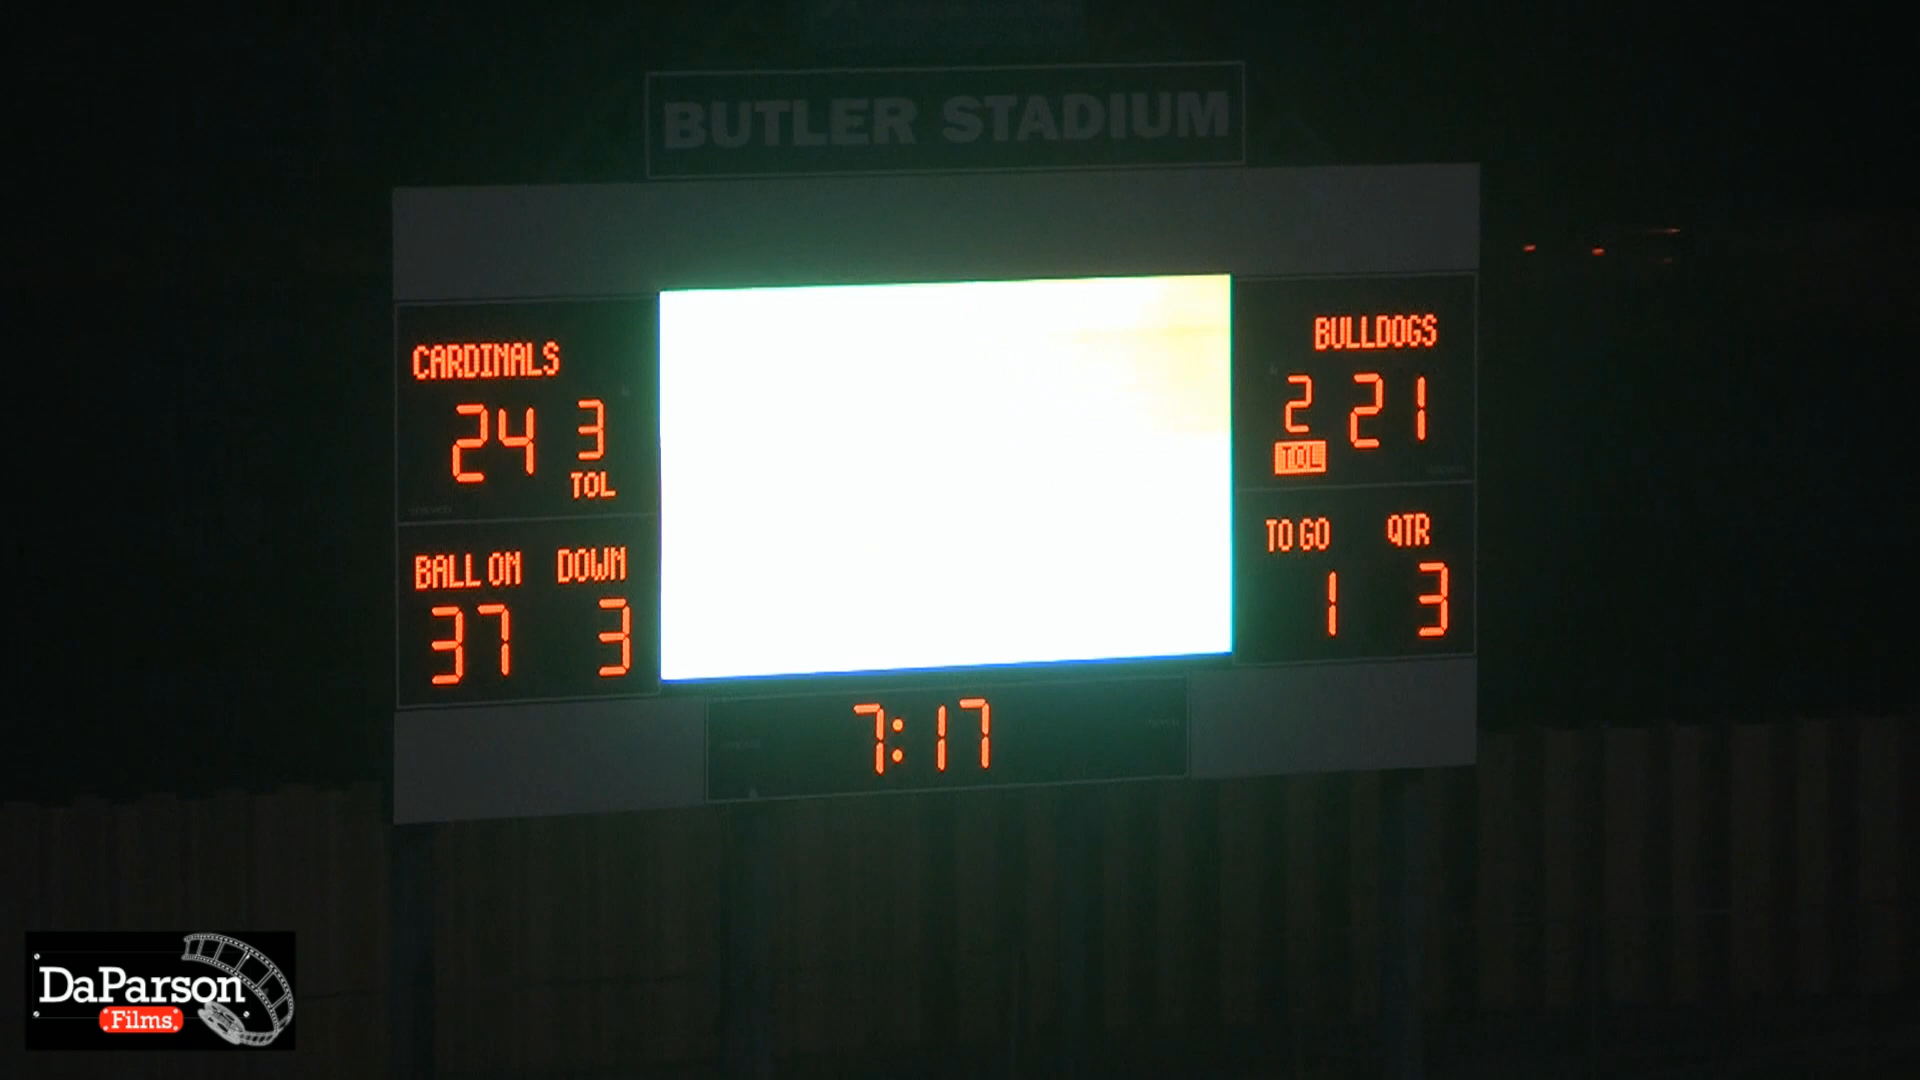 BUTLER STADIUM
CARDINALS
24 3
TOL
BALL ON DOWN
37 3
BULLDOGS
2 21
TOL
TO GO QTR
1 3
7:17
DaParson
Films